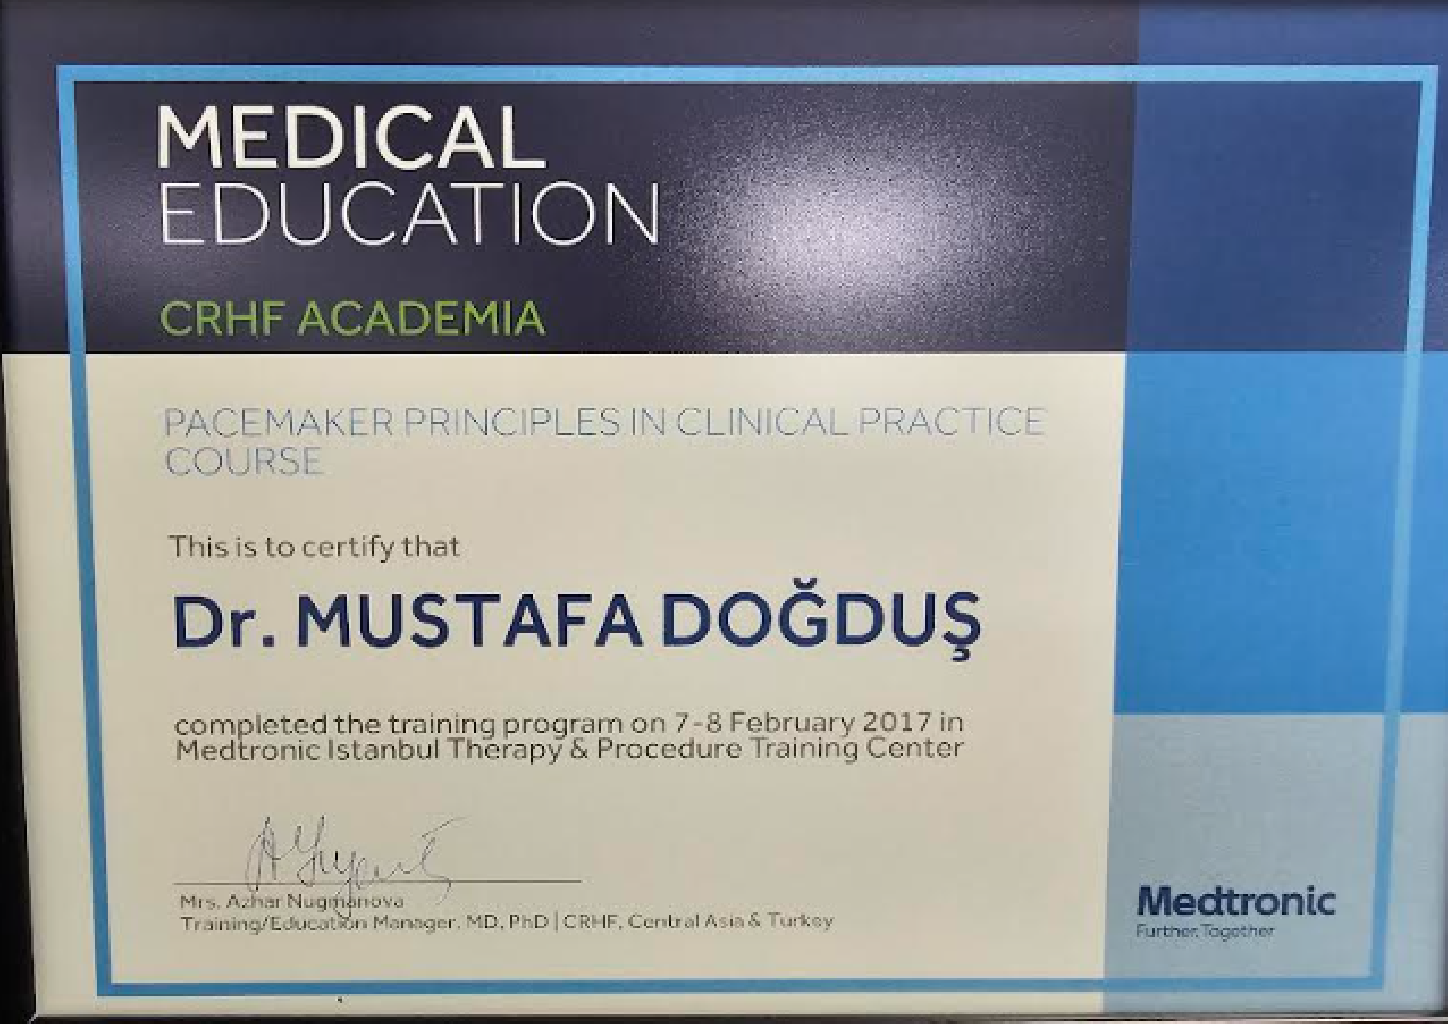 MEDICAL
EDUCATION
CRHF ACADEMIA
PACEMAKER PRINCIPLES IN CLINICAL PRACTICE
COURSE
This is to certify that
Dr. MUSTAFA DOĞDUŞ
completed the training program on 7-8 February 2017 in
Medtronic Istanbul Therapy & Procedure Training Center
Mrs. Azhar Nugmanova
Training/Education Manager, MD, PhD | CRHF, Central Asia & Turkey
Medtronic
Further, Together